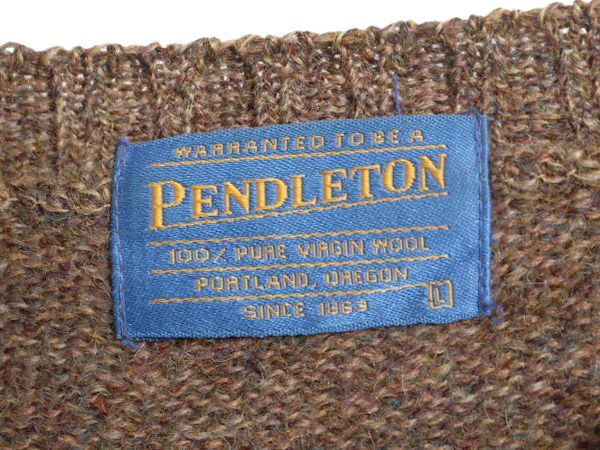 WARRANTED TO BE A
PENDLETON
100% PURE VIRGIN WOOL
PORTLAND, OREGON
SINCE 1863
[L]